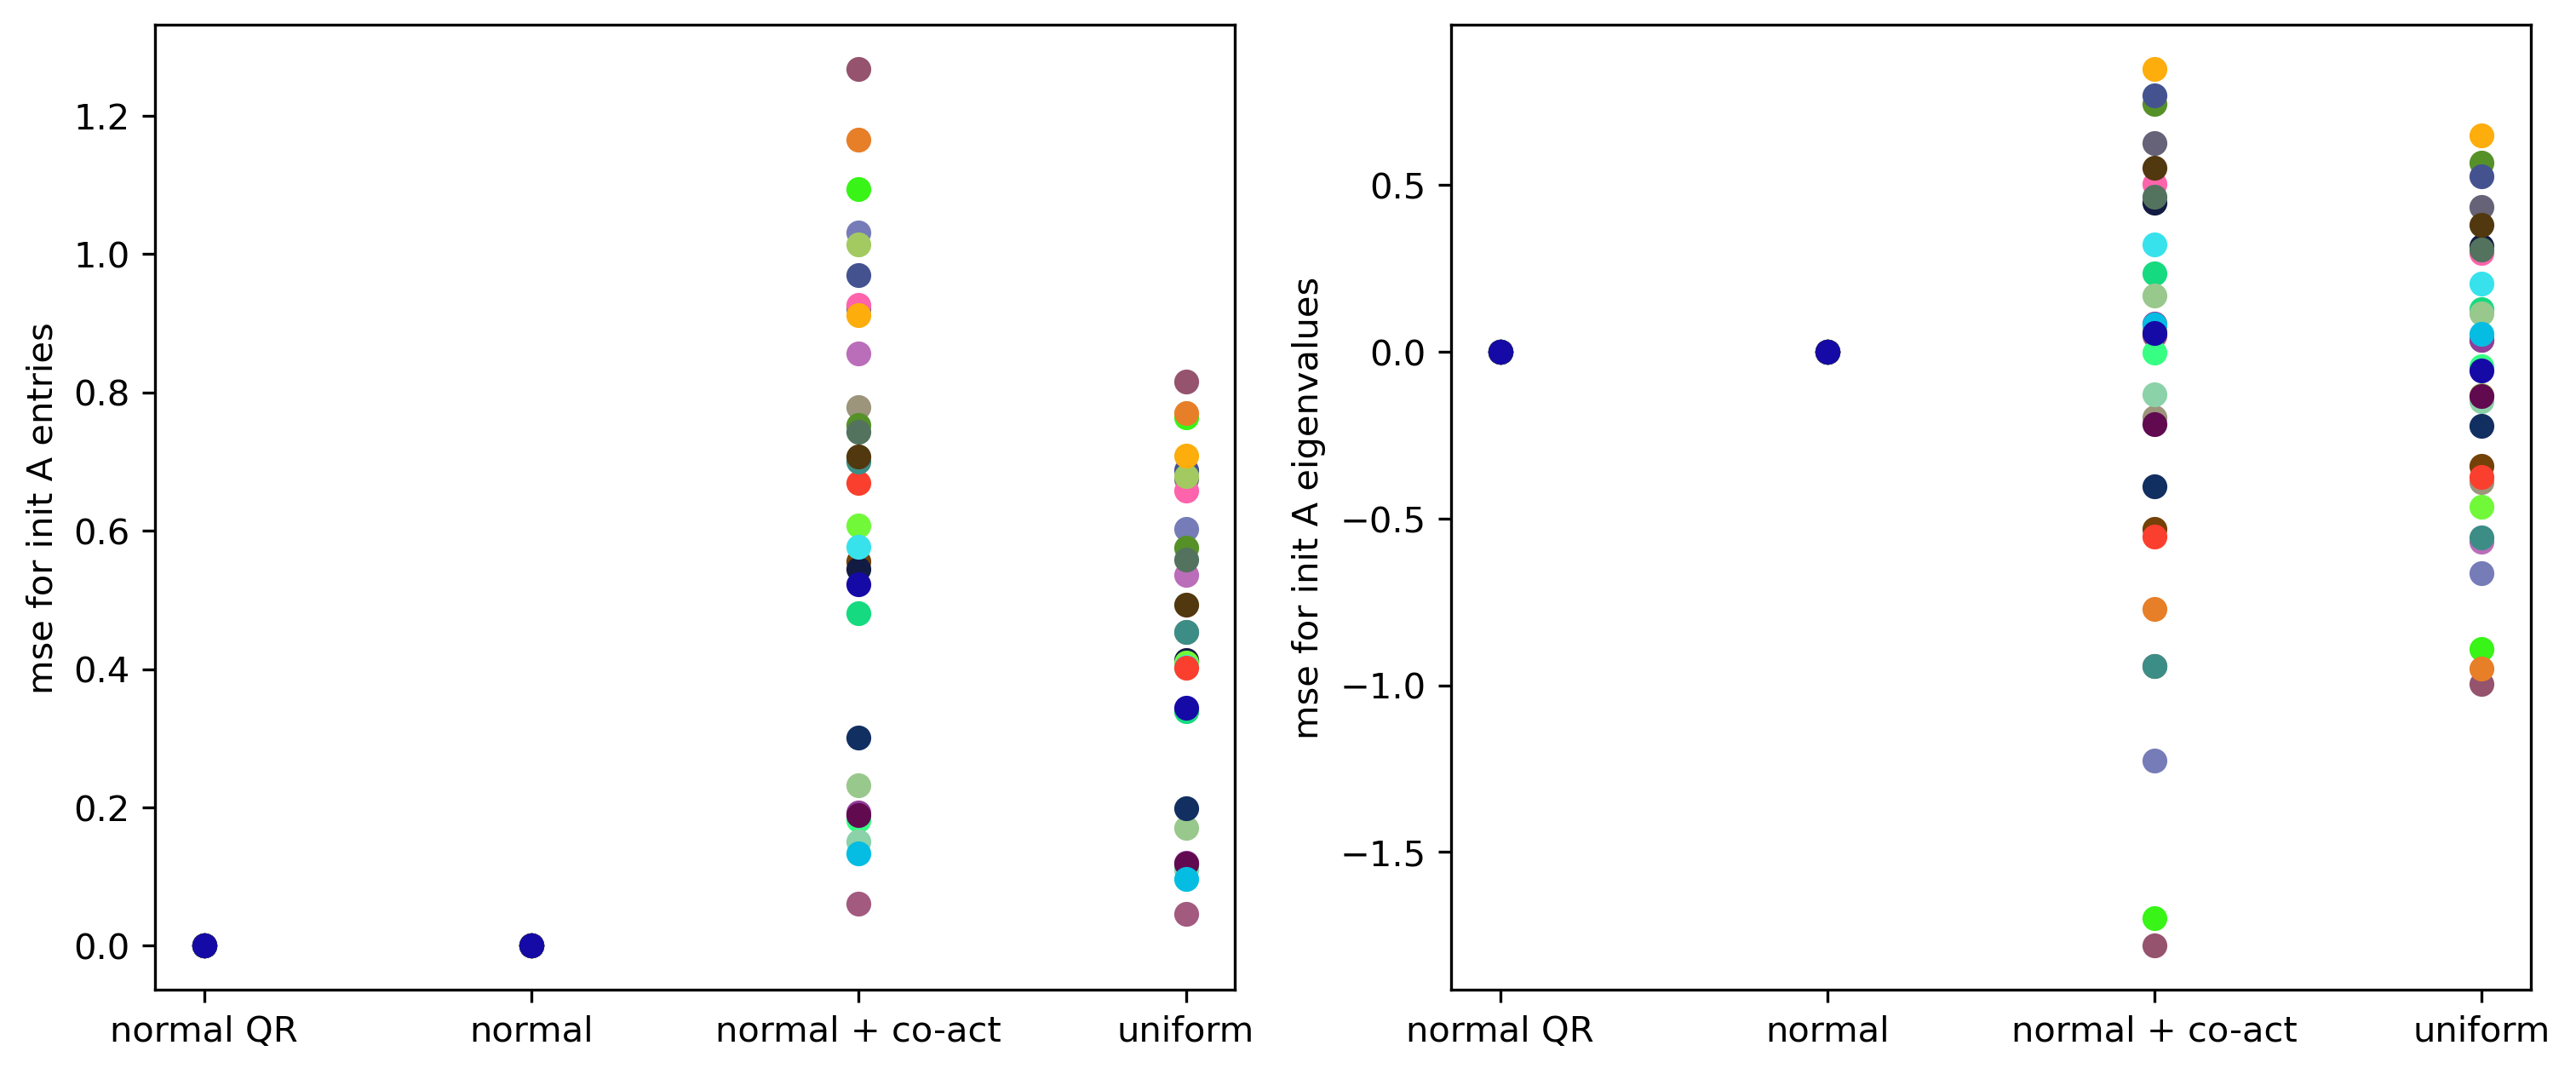 mse for init A entries
1.2
1.0
0.8
0.6
0.4
0.2
0.0
normal QR
normal
normal + co-act
uniform
mse for init A eigenvalues
0.5
0.0
−0.5
−1.0
−1.5
normal QR
normal
normal + co-act
uniform